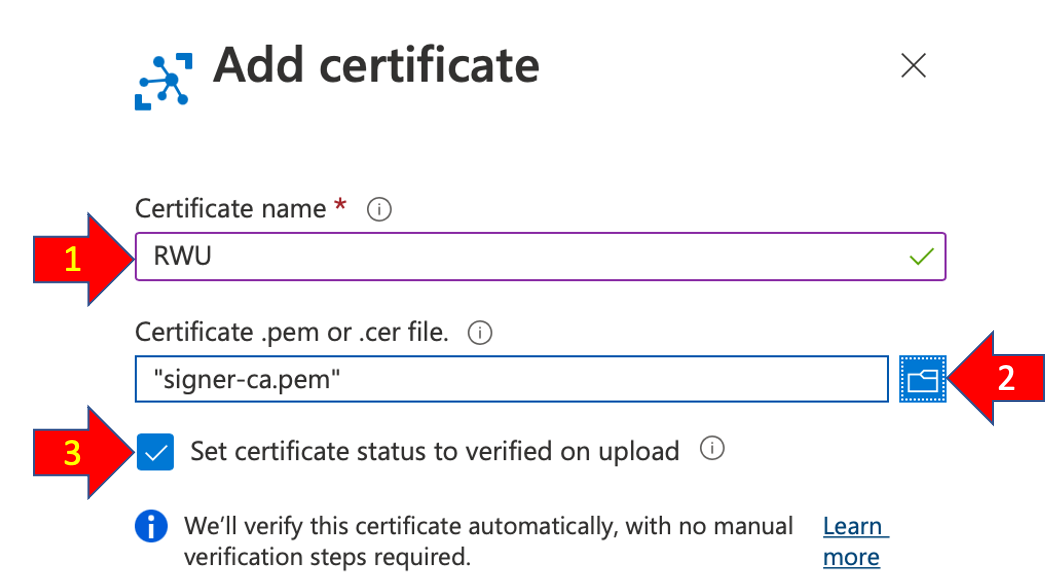 Add certificate
Certificate name * 
1
RWU
Certificate .pem or .cer file.
"signer-ca.pem"
2
3
Set certificate status to verified on upload
We'll verify this certificate automatically, with no manual
verification steps required.
Learn
more